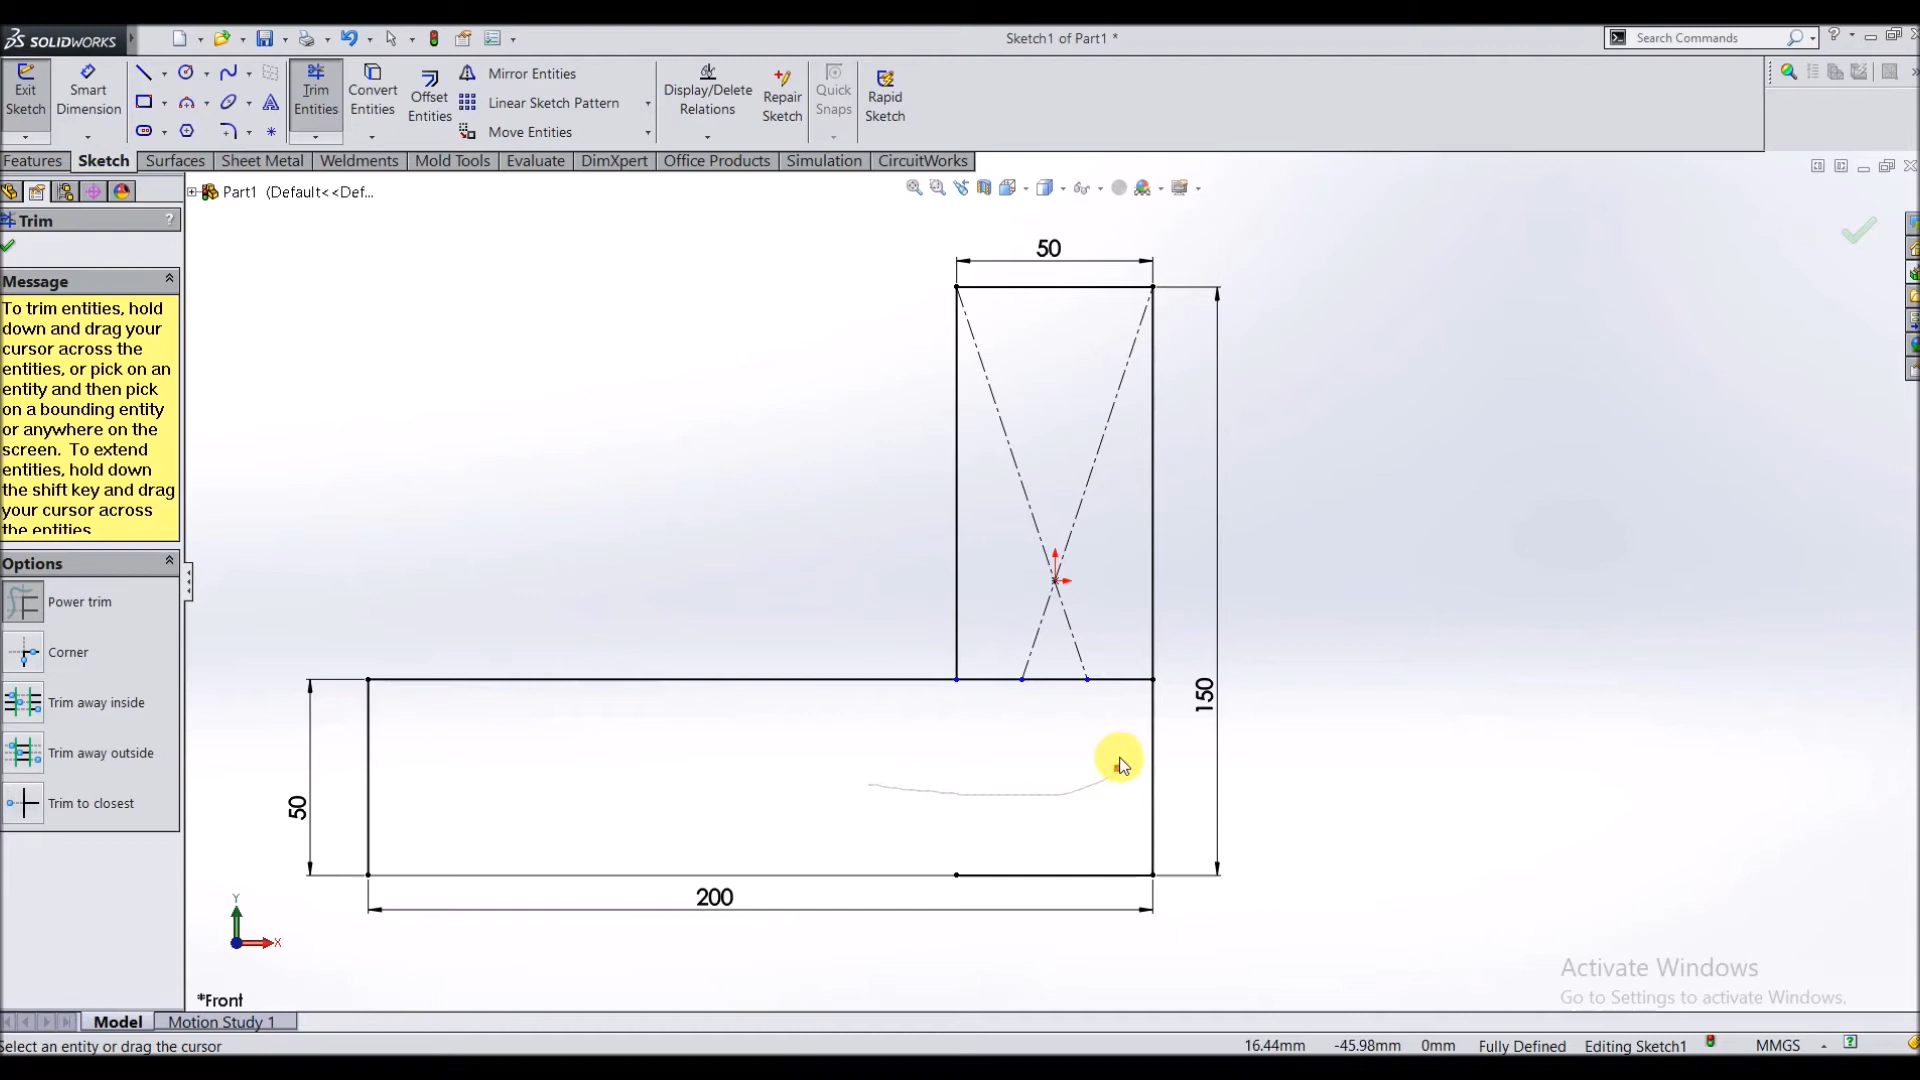 SOLIDWORKS
Sketch1 of Part1 *
Search Commands
Exit Sketch
Smart Dimension
Trim Entities
Convert Entities
Offset Entities
Mirror Entities
Linear Sketch Pattern
Move Entities
Display/Delete Relations
Repair Sketch
Quick Snaps
Rapid Sketch
Features Sketch Surfaces Sheet Metal Weldments Mold Tools Evaluate DimXpert Office Products Simulation CircuitWorks
Part1 (Default<<Def...
Trim ?
Message
To trim entities, hold
down and drag your
cursor across the
entities, or pick on an
entity and then pick
on a bounding entity
or anywhere on the
screen. To extend
entities, hold down
the shift key and drag
your cursor across
the entities
Options
Power trim
Corner
Trim away inside
Trim away outside
Trim to closest
50
150
50
200
Y
X
*Front
Activate Windows
Go to Settings to activate Windows.
Model Motion Study 1
Select an entity or drag the cursor
16.44mm -45.98mm 0mm Fully Defined Editing Sketch1 MMGS